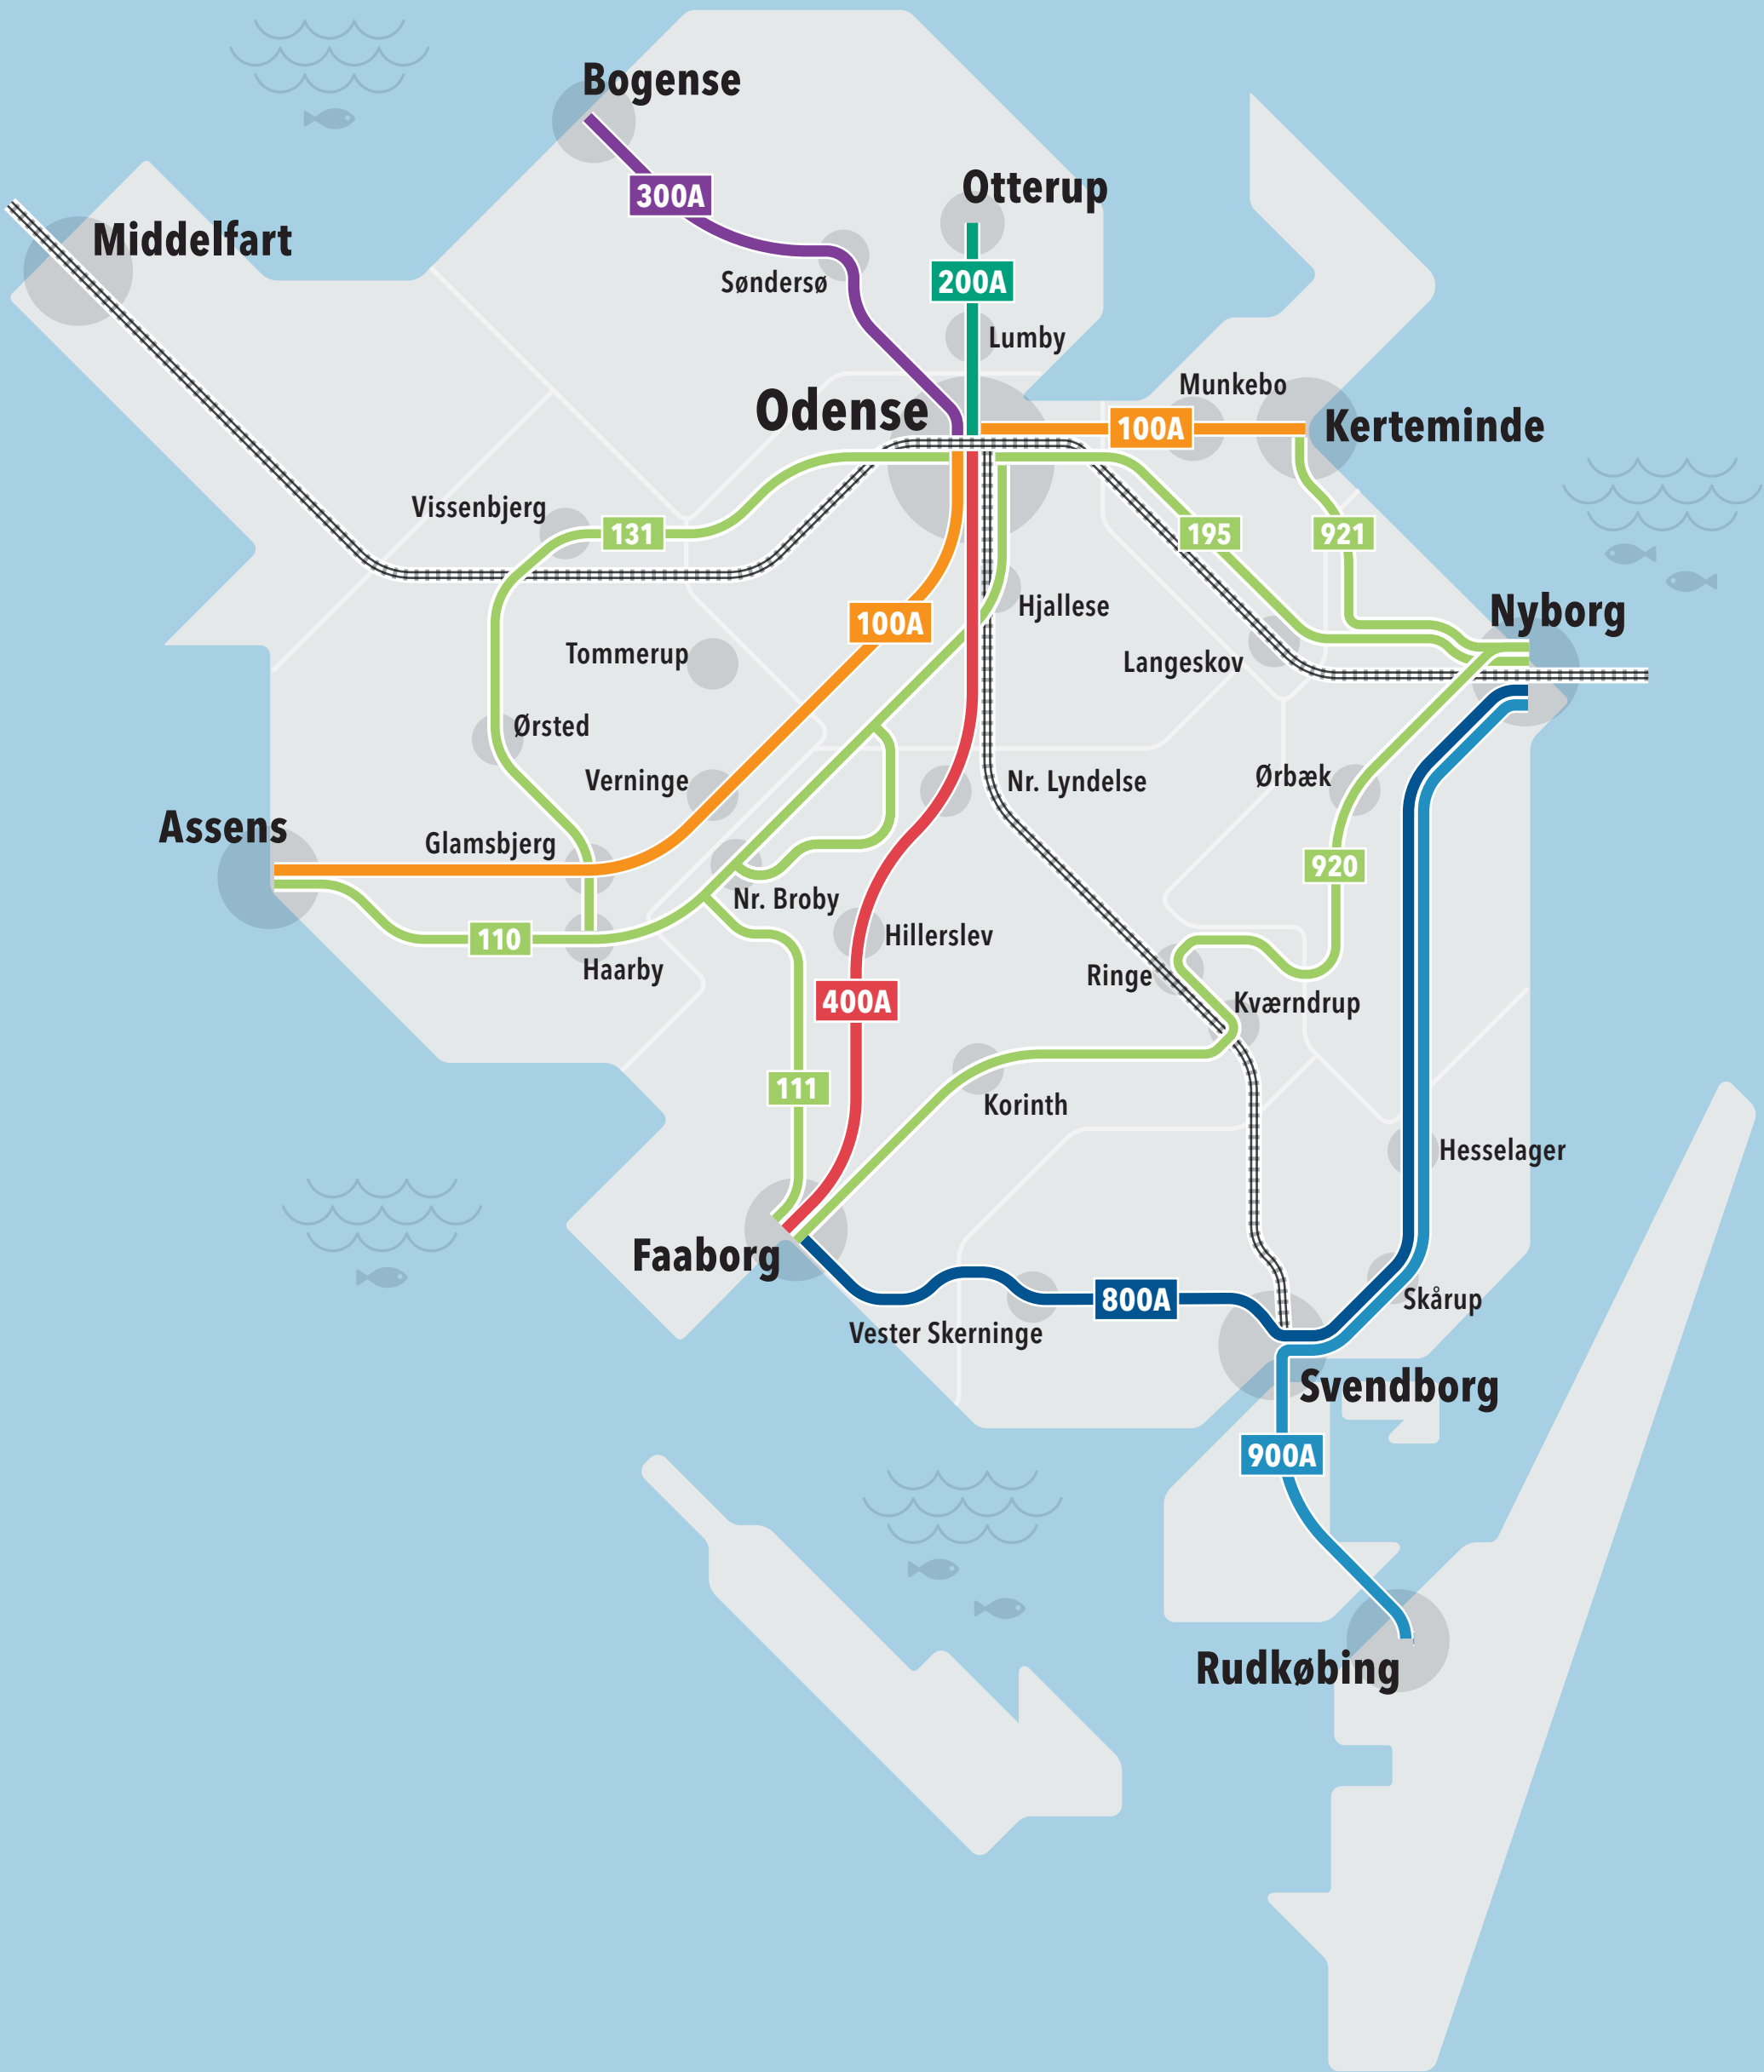 Bogense
300A
Otterup
Middelfart
200A
Søndersø
Lumby
Munkebo
Odense
100A
Kerteminde
Vissenbjerg
131
195
921
Hjallese
Nyborg
100A
Tommerup
Langeskov
Ørsted
Verninge
Nr. Lyndelse
Ørbæk
Assens
Glamsbjerg
920
Nr. Broby
110
Hillerslev
Haarby
Ringe
400A
Kværndrup
111
Korinth
Hesselager
Faaborg
800A
Skårup
Vester Skerninge
Svendborg
900A
Rudkøbing